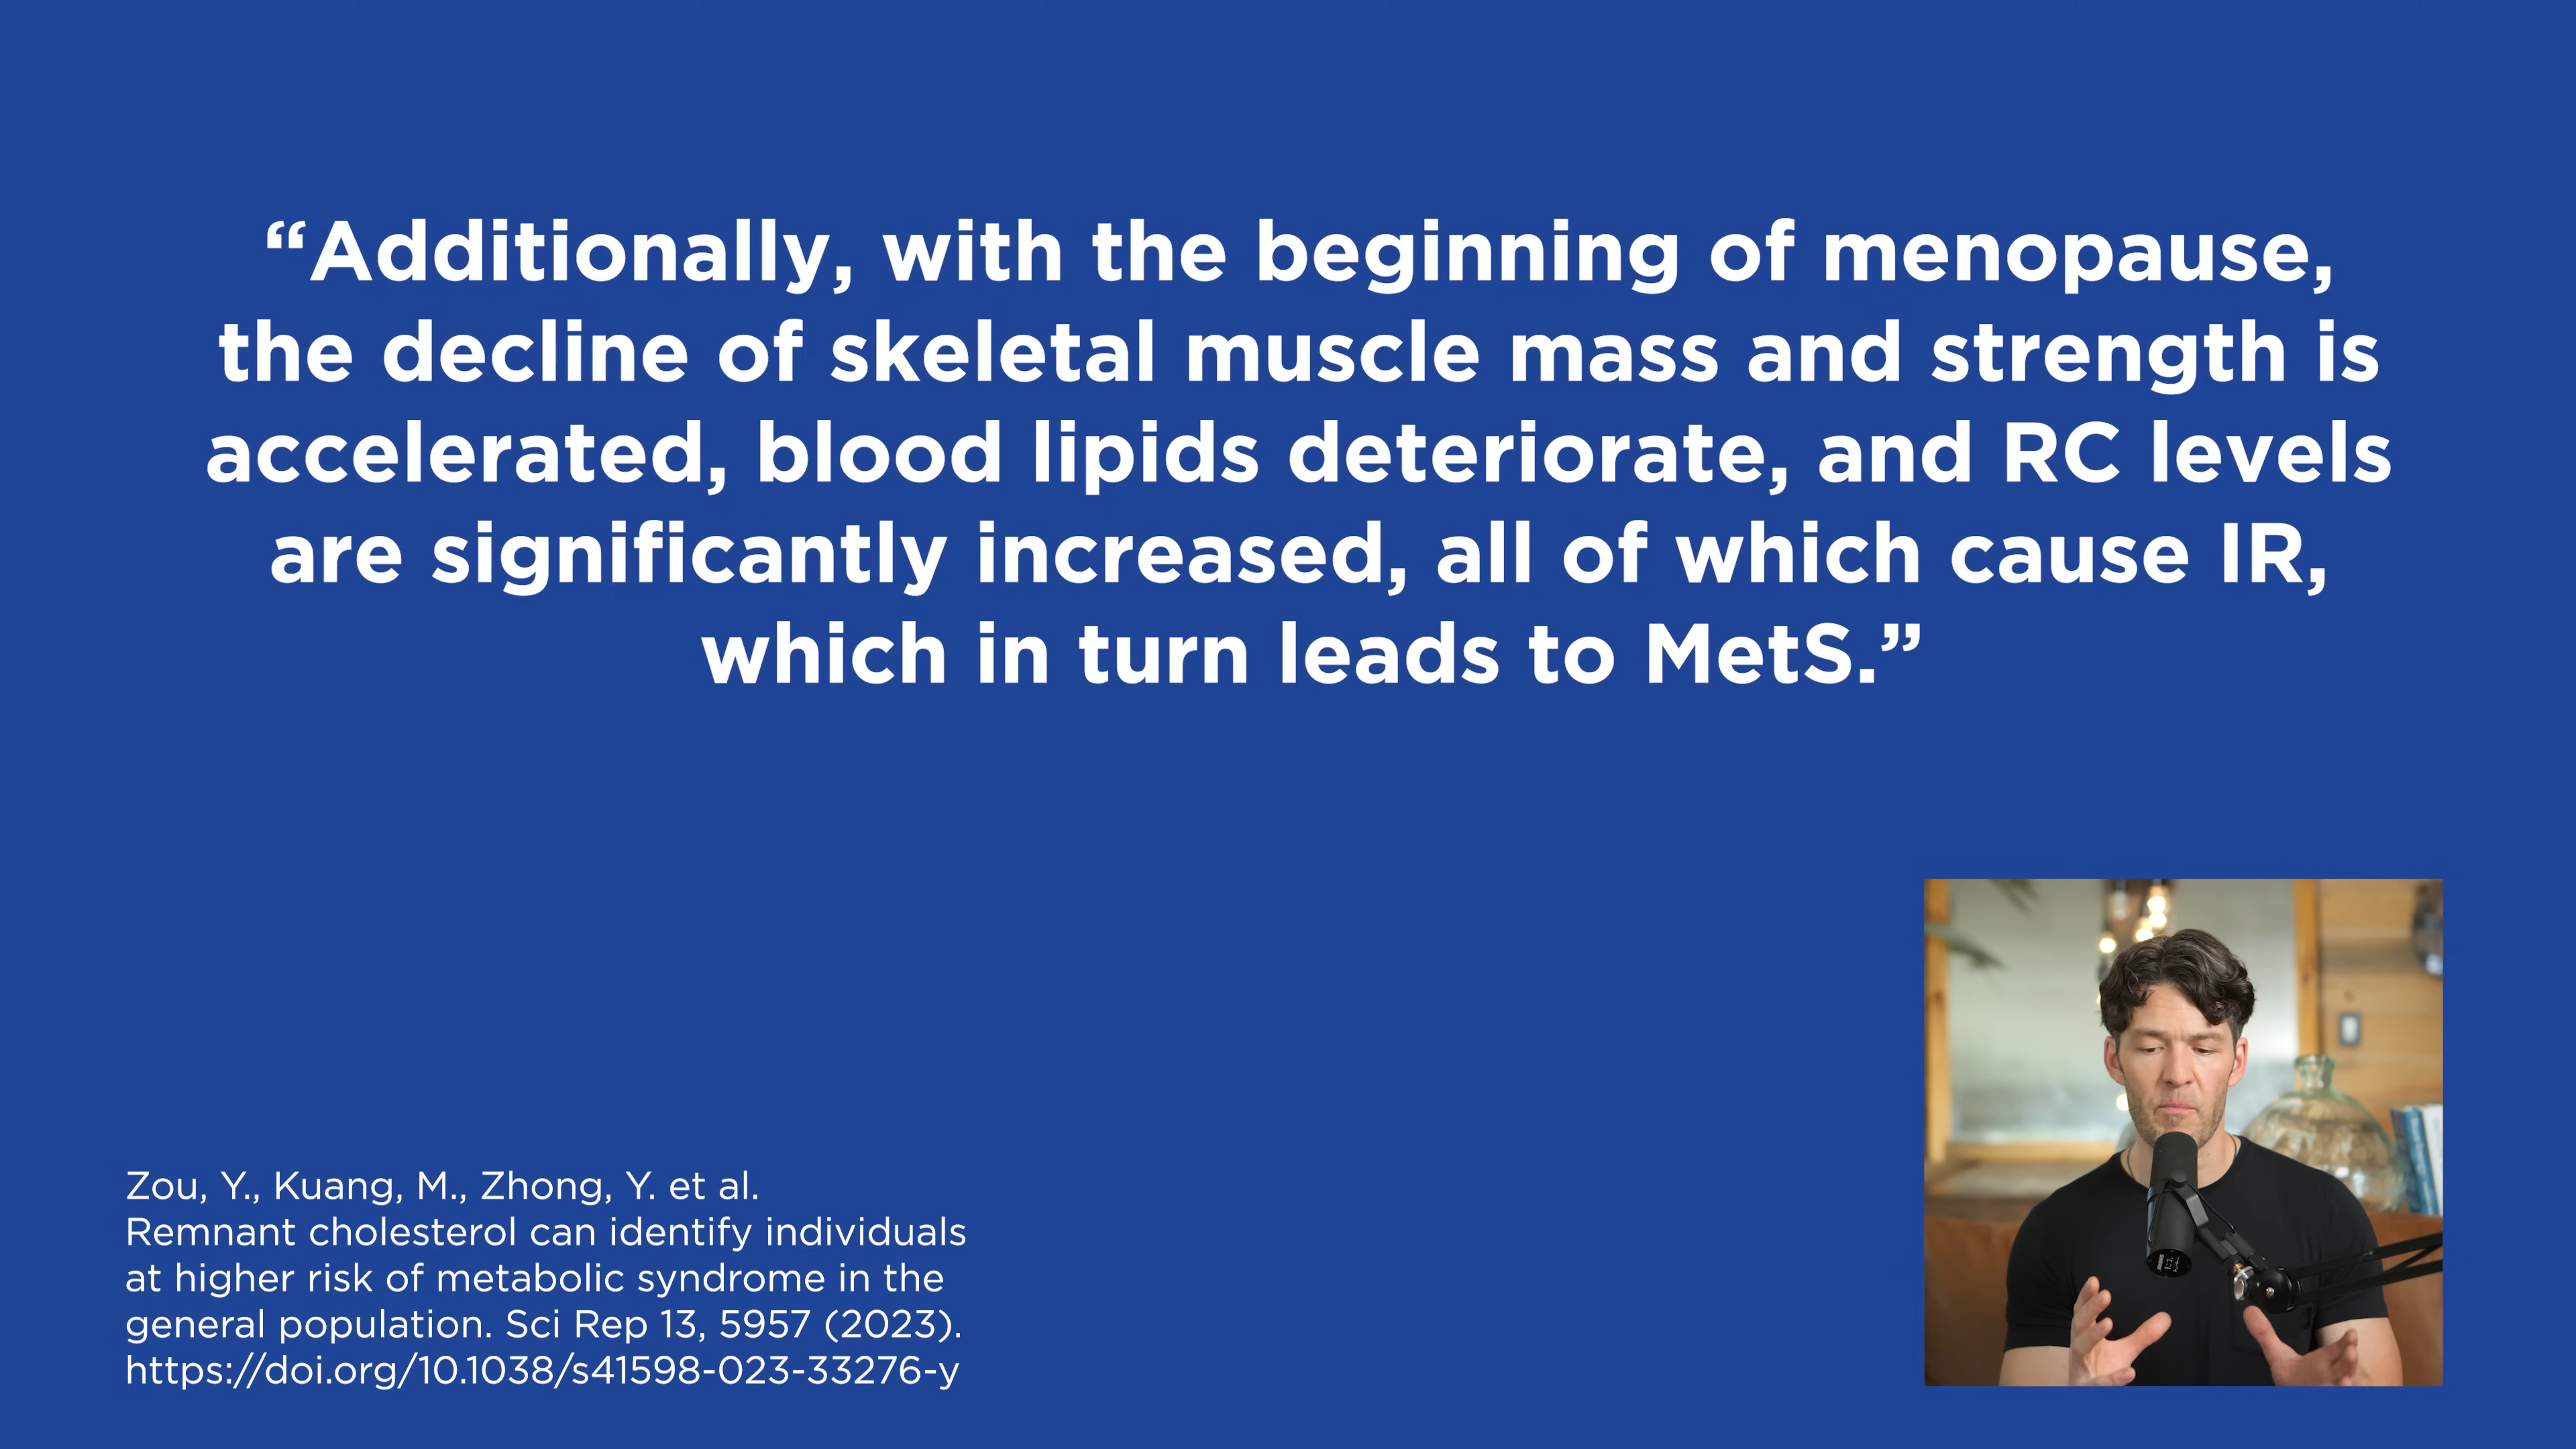 “Additionally, with the beginning of menopause,
the decline of skeletal muscle mass and strength is
accelerated, blood lipids deteriorate, and RC levels
are significantly increased, all of which cause IR,
which in turn leads to MetS.”
Zou, Y., Kuang, M., Zhong, Y. et al.
Remnant cholesterol can identify individuals
at higher risk of metabolic syndrome in the
general population. Sci Rep 13, 5957 (2023).
https://doi.org/10.1038/s41598-023-33276-y